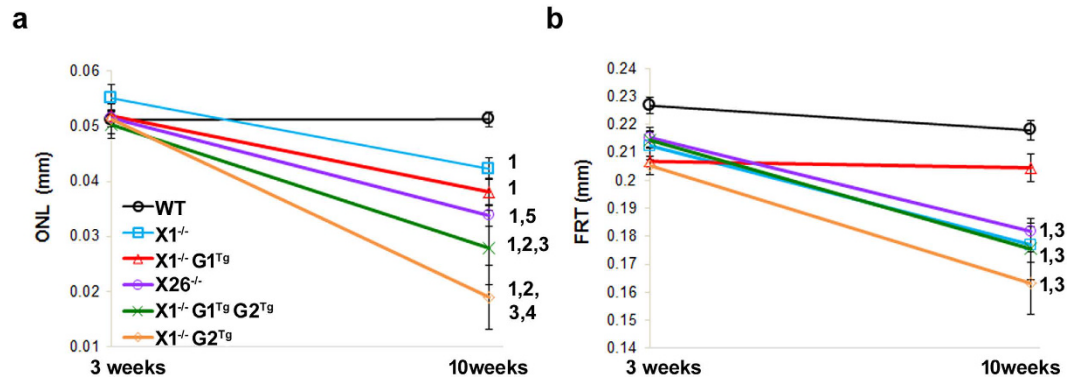 a
0.06
0.05
0.04
0.03
0.02
0.01
ONL (mm)
WT
X1-/-
X1-/- G1Tg
X26-/-
X1-/- G1Tg G2Tg
X1-/- G2Tg
1
1
1,5
1,2,3
1,2,
3,4
3 weeks
10weeks
b
0.24
0.23
0.22
0.21
0.2
0.19
0.18
0.17
0.16
0.15
0.14
FRT (mm)
1,3
1,3
1,3
3 weeks
10weeks